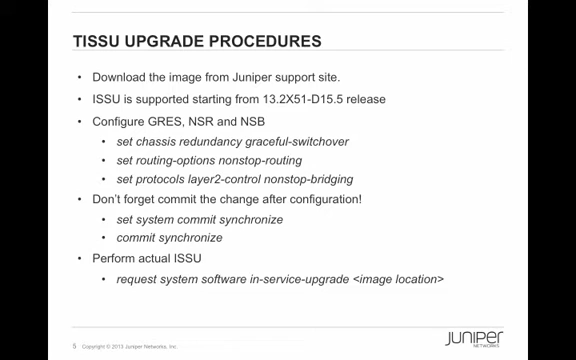 TISSU UPGRADE PROCEDURES
• Download the image from Juniper support site.
• ISSU is supported starting from 13.2X51-D15.5 release
• Configure GRES, NSR and NSB
• set chassis redundancy graceful-switchover
• set routing-options nonstop-routing
• set protocols layer2-control nonstop-bridging
• Don't forget commit the change after configuration!
• set system commit synchronize
• commit synchronize
• Perform actual ISSU
• request system software in-service-upgrade <image location>
5 Copyright © 2013 Juniper Networks, Inc.
JUNIPER
NETWORKS